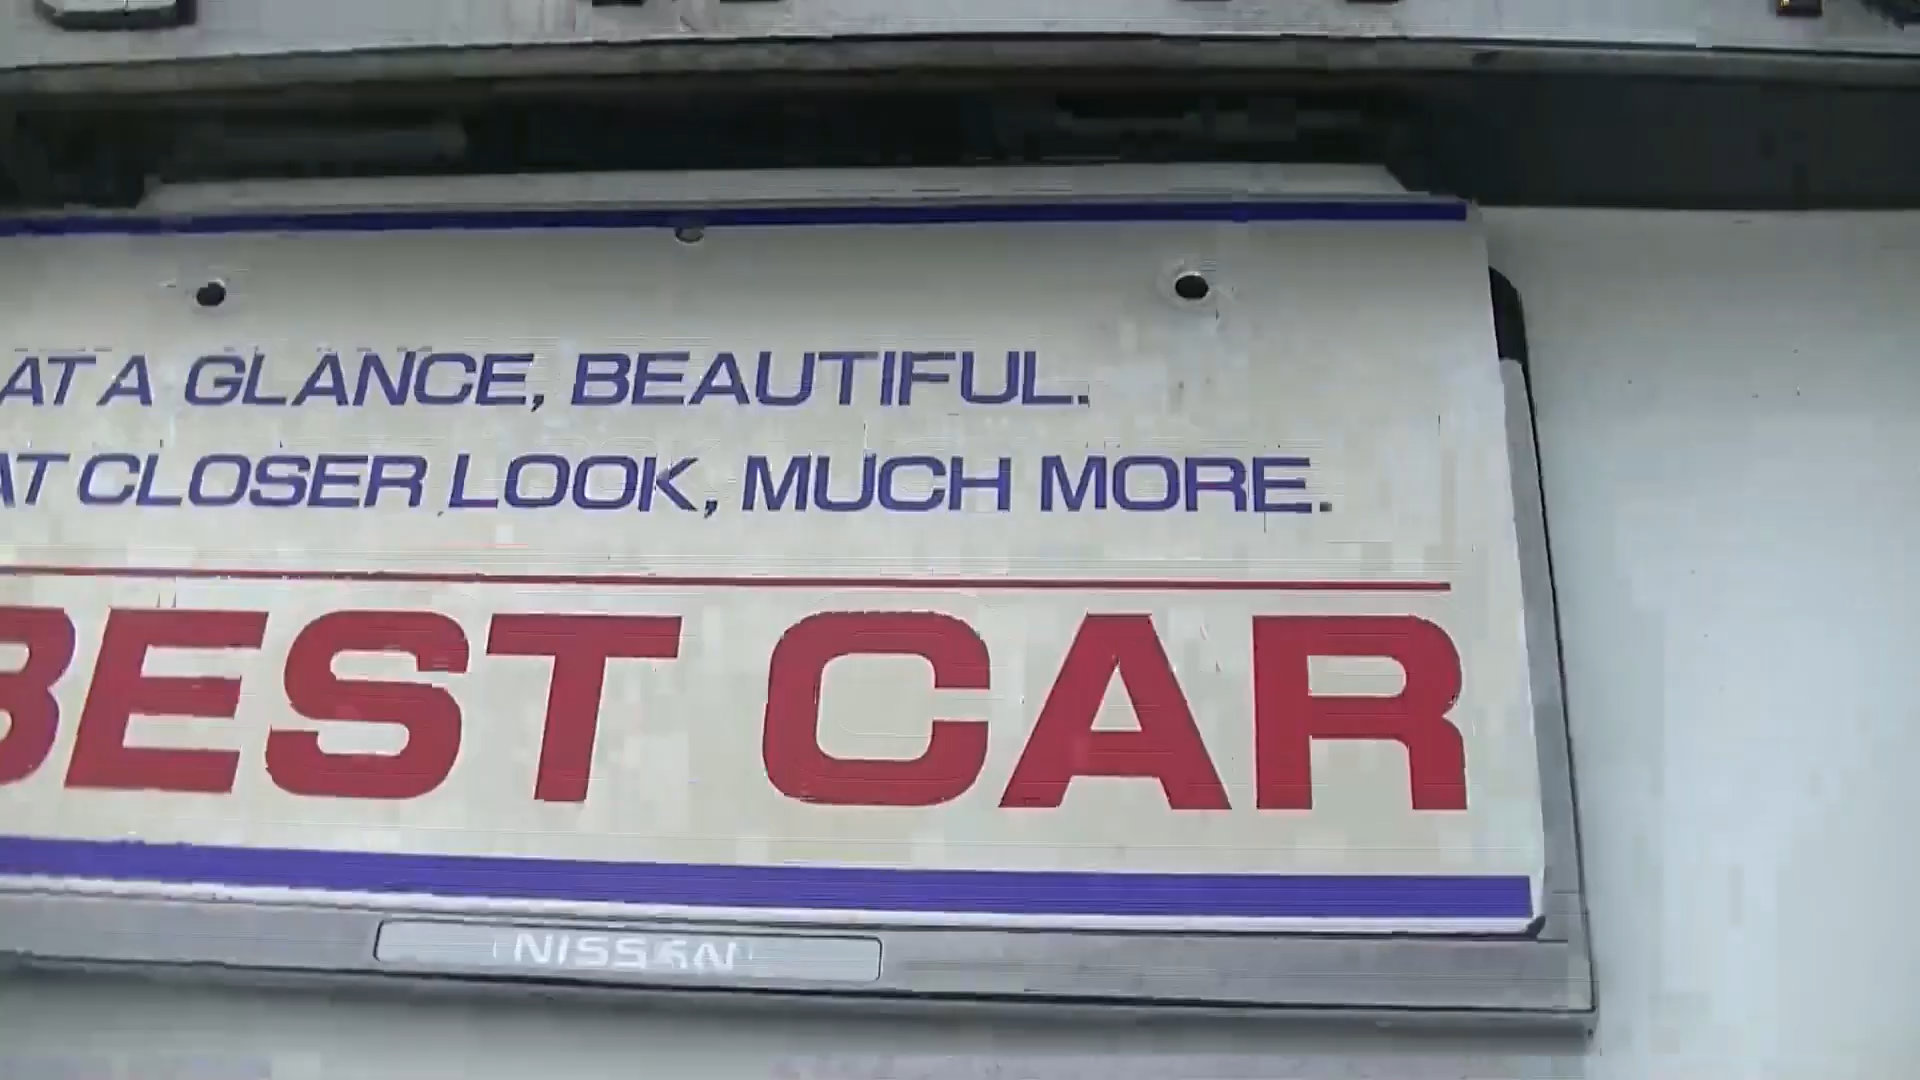 AT A GLANCE, BEAUTIFUL.
AT CLOSER LOOK, MUCH MORE.
BEST CAR
NISSAN